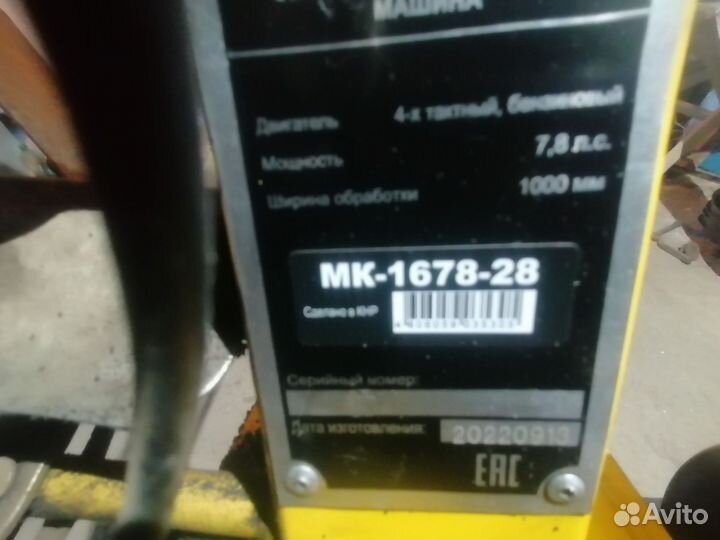 МАШИНА
Двигатель 4-х тактный, бензиновый
Мощность 7,8 л.с.
Ширина обработки 1000 мм
МК-1678-28
Сделано в КНР
Серийный номер:
Дата изготовления: 20220913
EAC
Avito